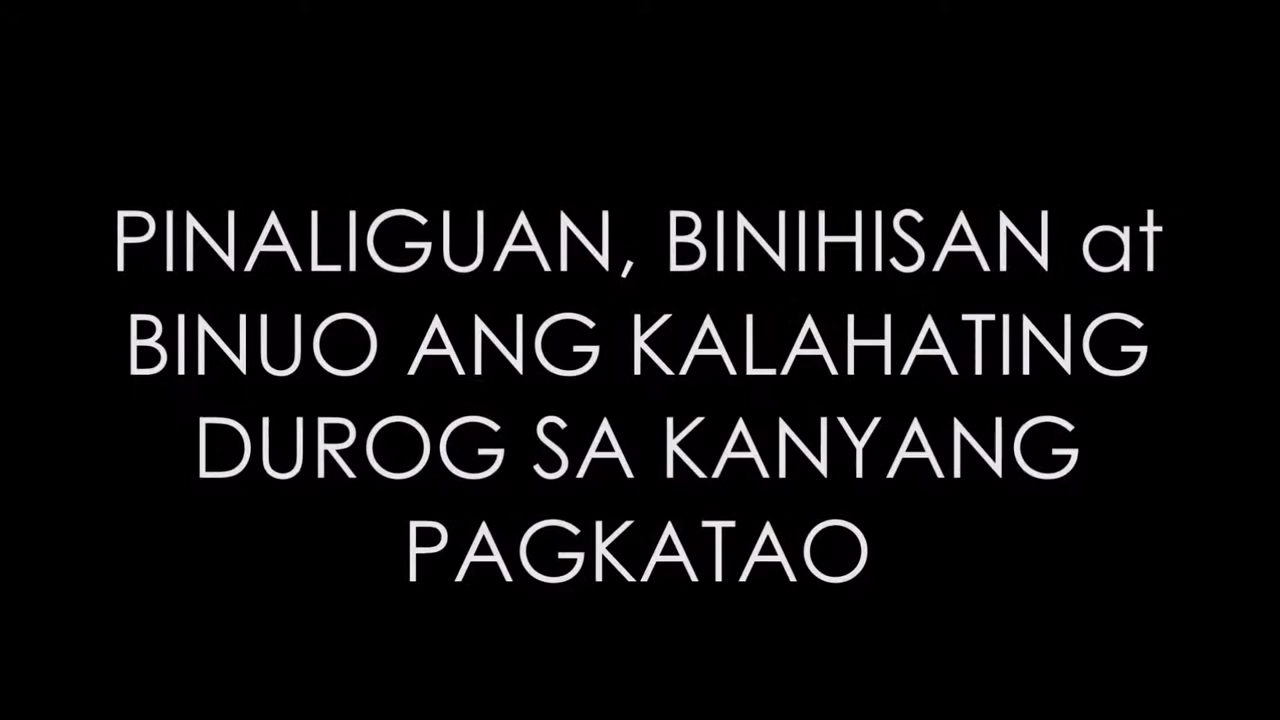 PINALIGUAN, BINIHISAN at
BINUO ANG KALAHATING
DUROG SA KANYANG
PAGKATAO